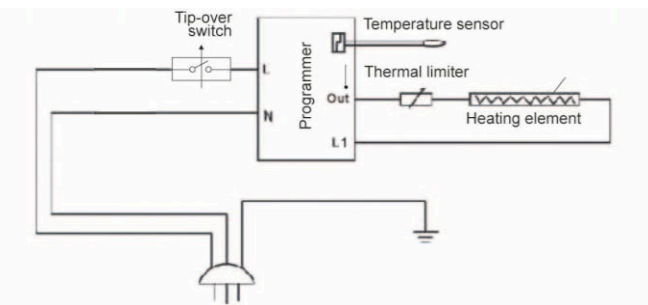 Tip-over
switch
Temperature sensor
L
Programmer
Thermal limiter
Out
N
Heating element
L1